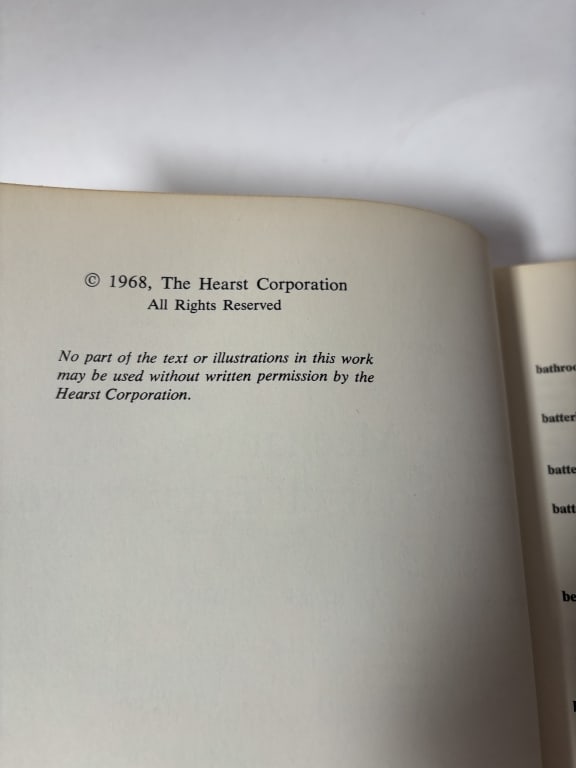 © 1968, The Hearst Corporation
All Rights Reserved
No part of the text or illustrations in this work
may be used without written permission by the
Hearst Corporation.